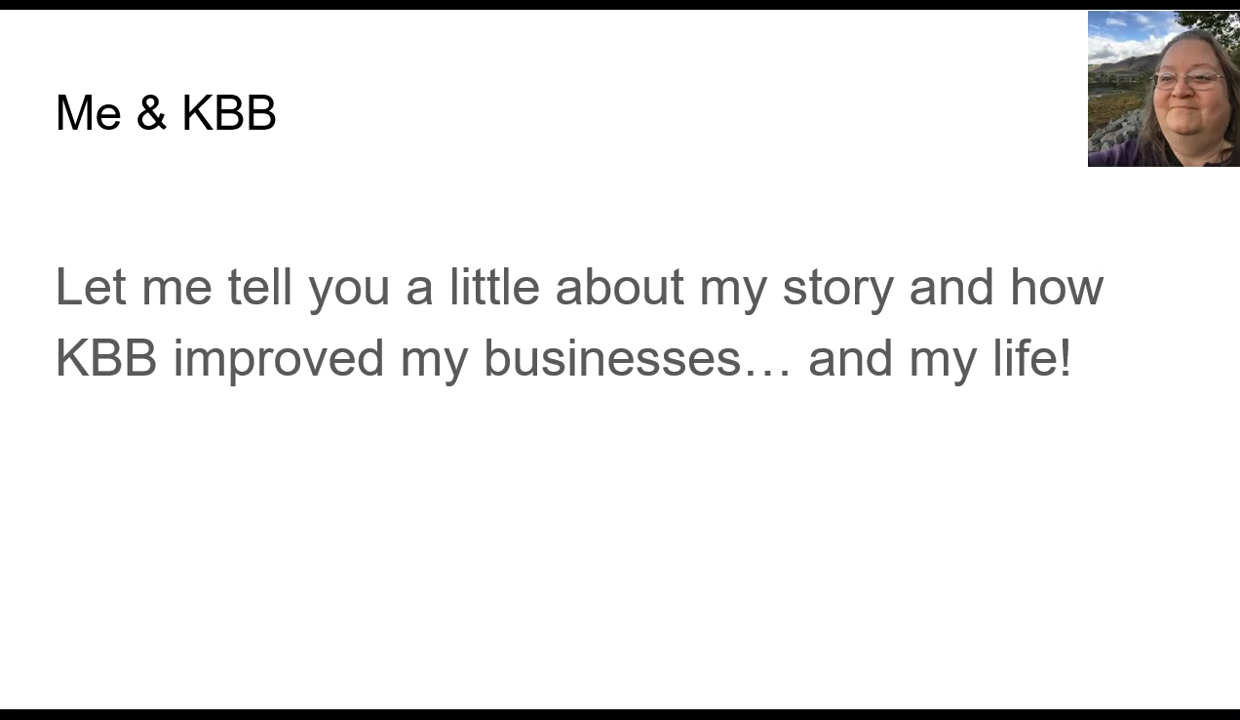 Me & KBB
Let me tell you a little about my story and how
KBB improved my businesses… and my life!